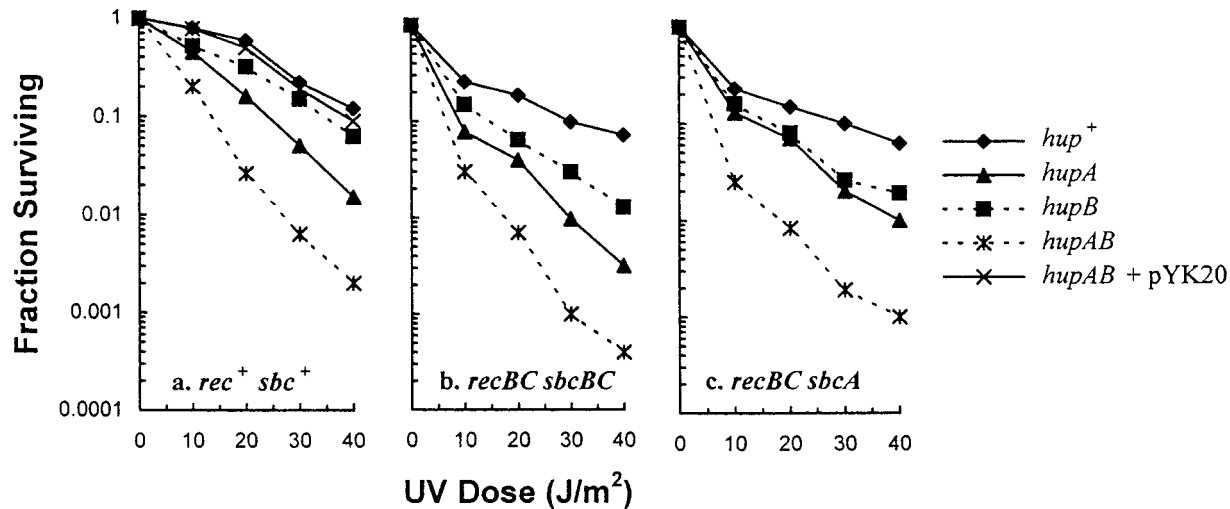 Fraction Surviving
1
0.1
0.01
0.001
0.0001
a. rec⁺ sbc⁺
0 10 20 30 40
b. recBC sbcBC
0 10 20 30 40
c. recBC sbcA
0 10 20 30 40
UV Dose (J/m²)
hup⁺
hupA
hupB
hupAB
hupAB + pYK20